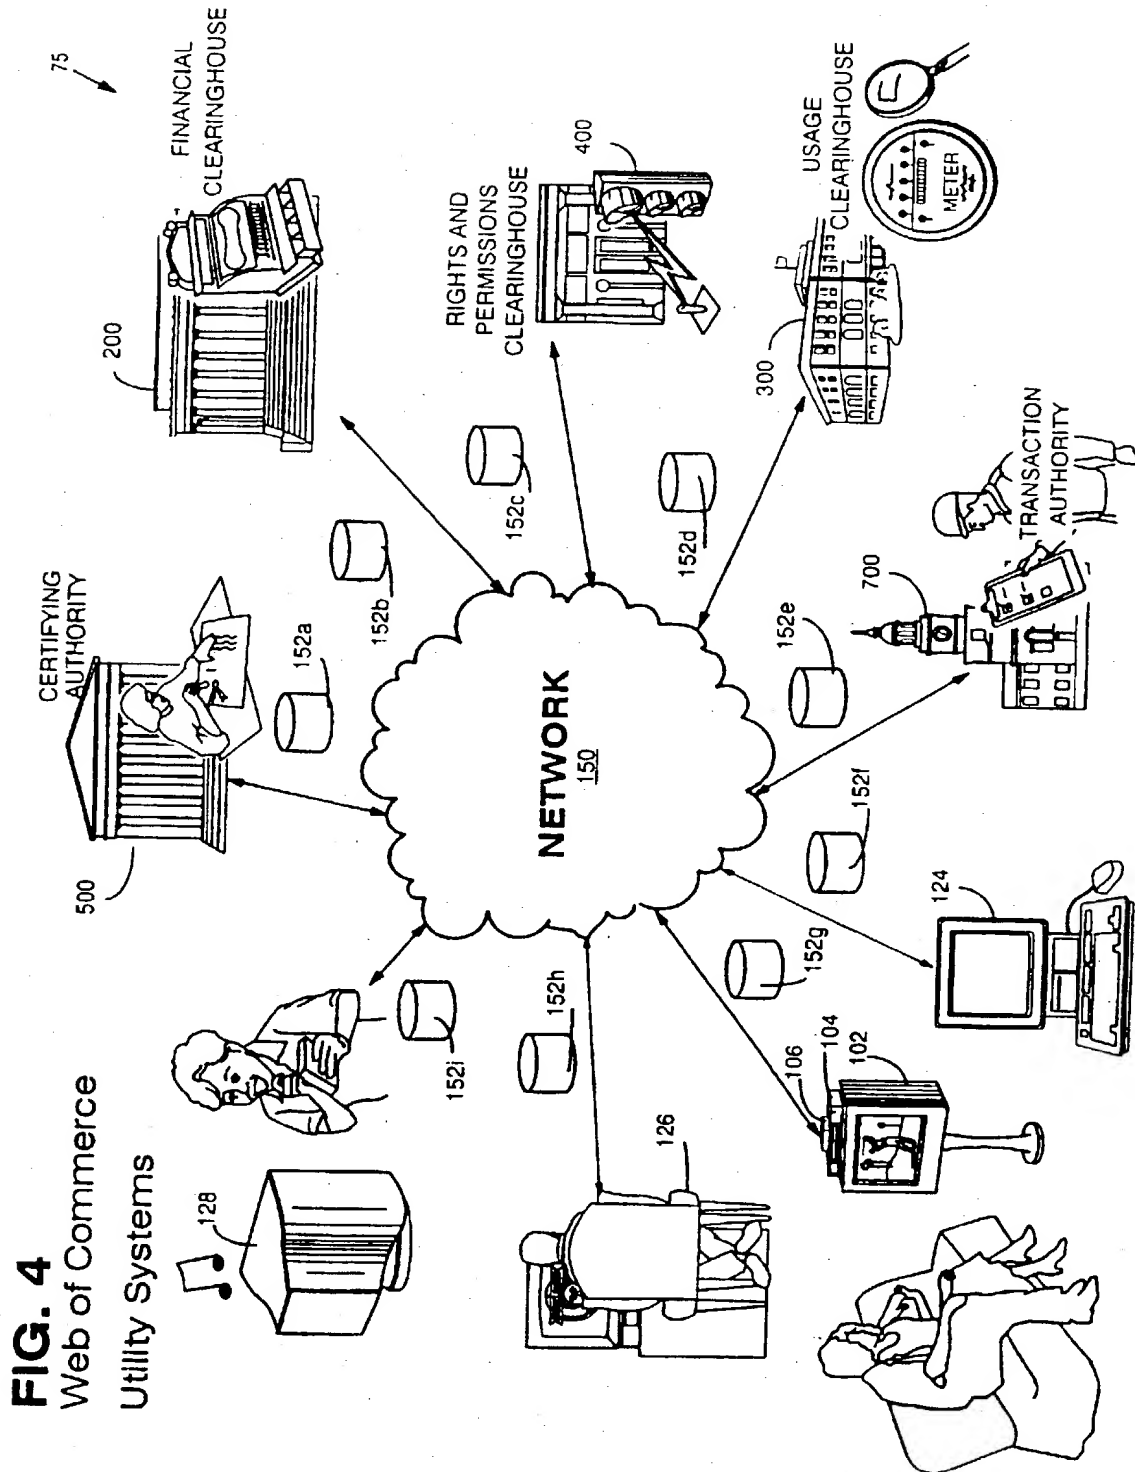 FIG. 4
Web of Commerce
Utility Systems
75
FINANCIAL
CLEARINGHOUSE
200
CERTIFYING
AUTHORITY
500
RIGHTS AND
PERMISSIONS
CLEARINGHOUSE
400
USAGE
CLEARINGHOUSE
METER
300
TRANSACTION
AUTHORITY
700
NETWORK
150
152a
152b
152c
152d
152e
152f
152g
152h
152i
128
126
106
104
102
124